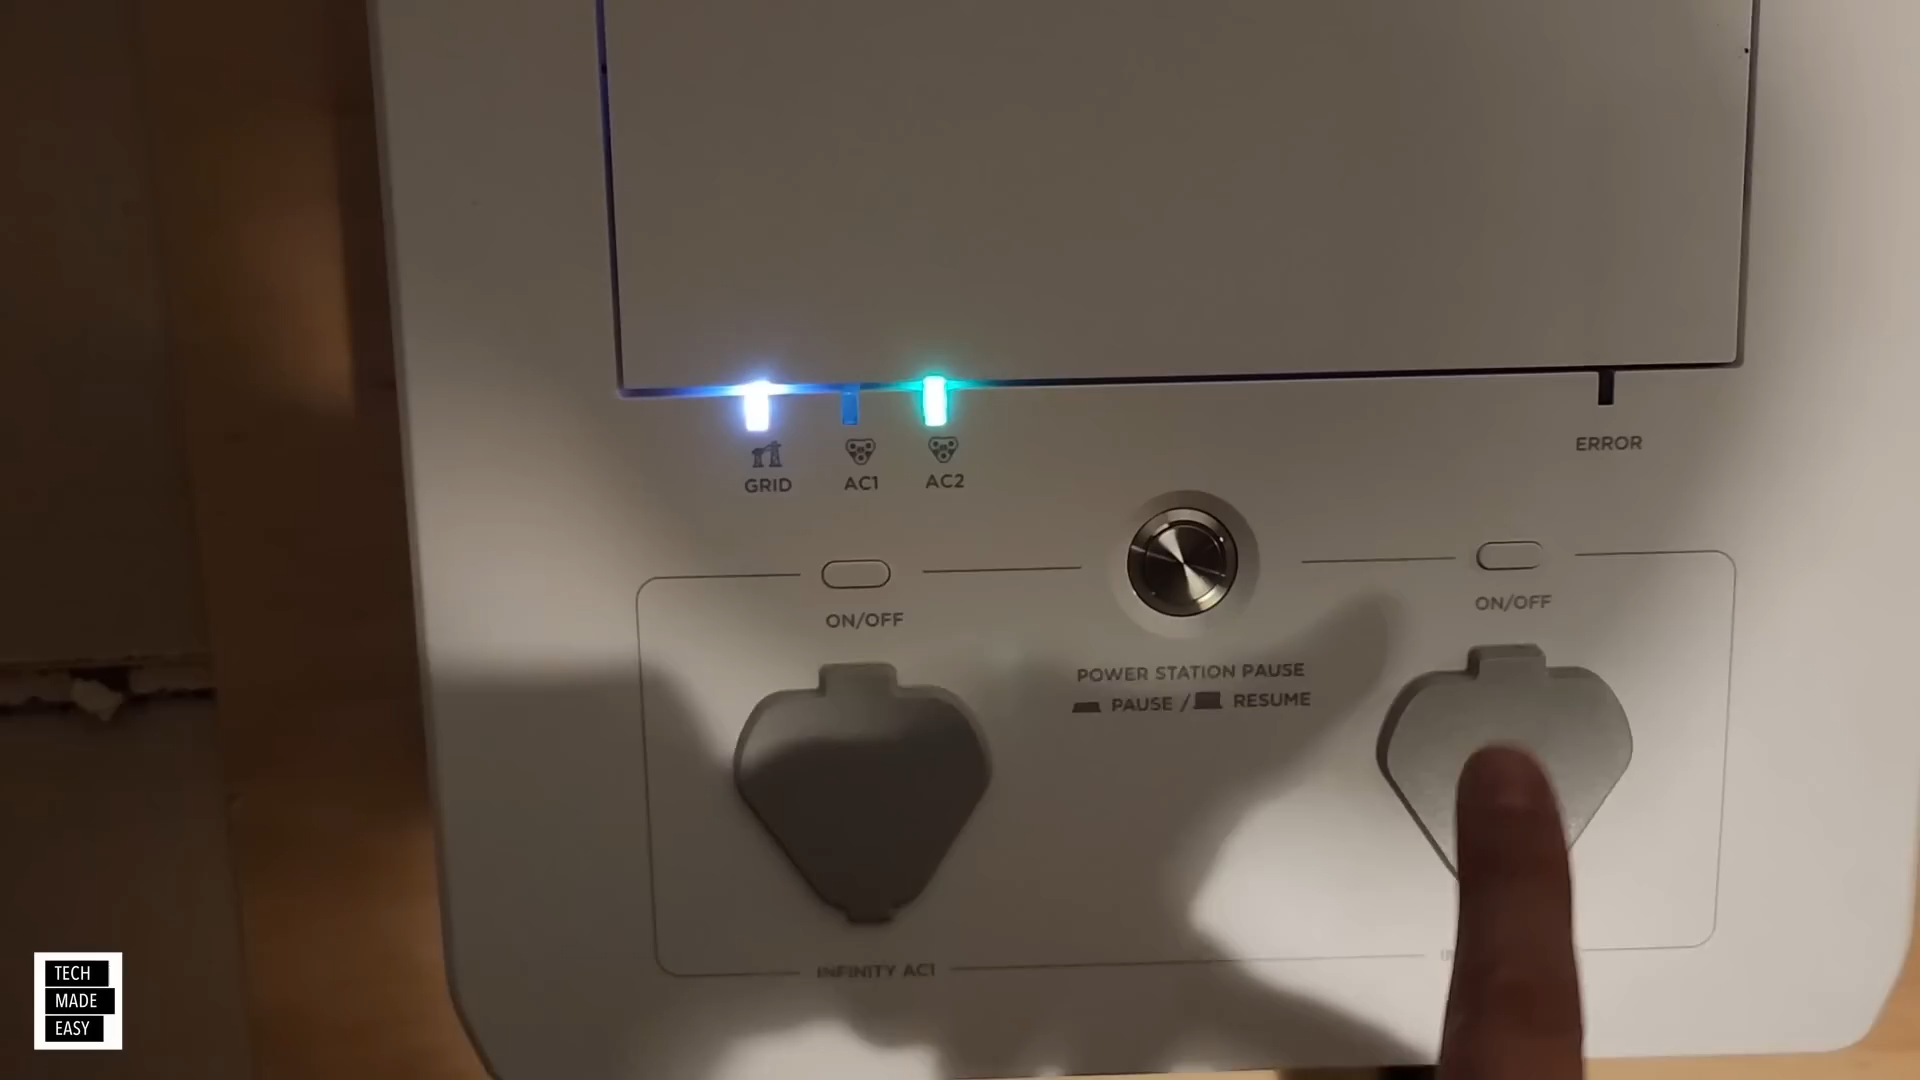 GRID
AC1
AC2
ERROR
ON/OFF
ON/OFF
POWER STATION PAUSE
PAUSE / RESUME
INFINITY AC1
TECH
MADE
EASY